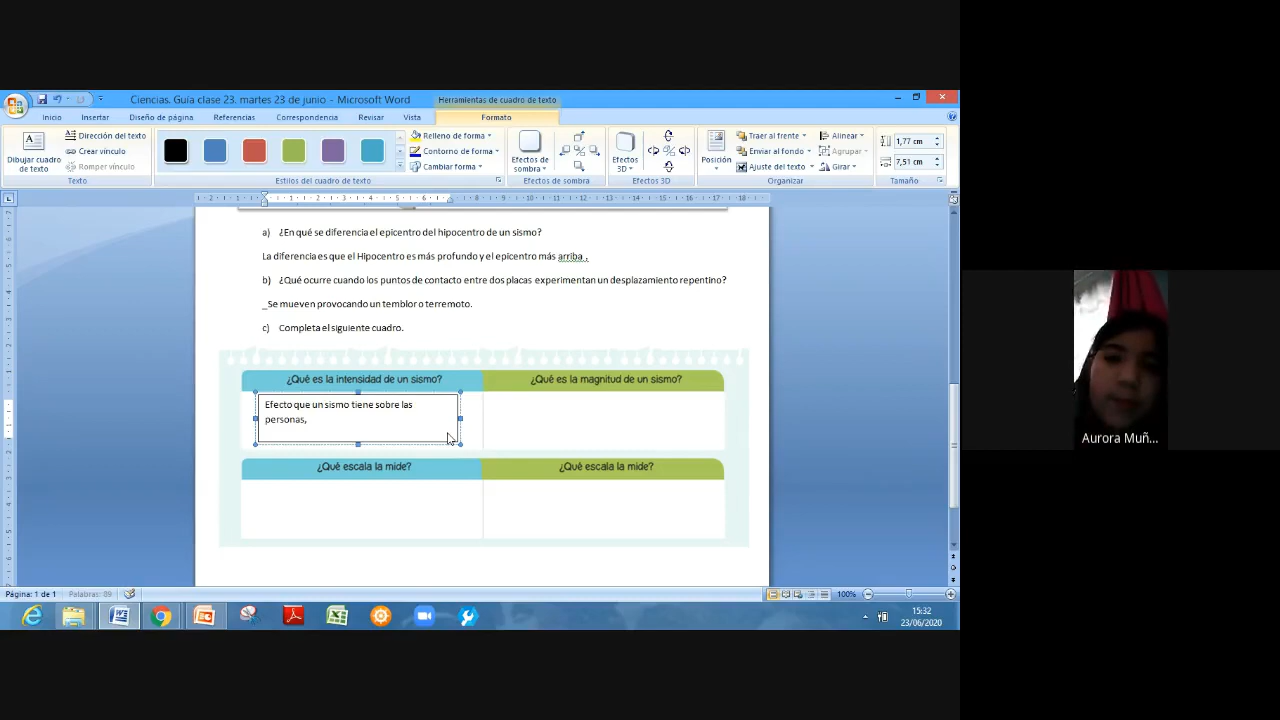 Ciencias. Guía clase 23. martes 23 de junio - Microsoft Word
Herramientas de cuadro de texto
Inicio Insertar Diseño de página Referencias Correspondencia Revisar Vista Formato
Dibujar cuadro de texto
Dirección del texto
Crear vínculo
Romper vínculo
Texto
Estilos del cuadro de texto
Relleno de forma
Contorno de forma
Cambiar forma
Efectos de sombra
Efectos de sombra
Efectos 3D
Efectos 3D
Posición
Traer al frente
Enviar al fondo
Ajuste del texto
Alinear
Agrupar
Girar
Organizar
1,77 cm
7,51 cm
Tamaño
a) ¿En qué se diferencia el epicentro del hipocentro de un sismo?
La diferencia es que el Hipocentro es más profundo y el epicentro más arriba .
b) ¿Qué ocurre cuando los puntos de contacto entre dos placas experimentan un desplazamiento repentino?
_Se mueven provocando un temblor o terremoto.
c) Completa el siguiente cuadro.
¿Qué es la intensidad de un sismo? ¿Qué es la magnitud de un sismo?
Efecto que un sismo tiene sobre las
personas,
¿Qué escala la mide? ¿Qué escala la mide?
Página: 1 de 1 Palabras: 89 100%
15:32
23/06/2020
Aurora Muñ...